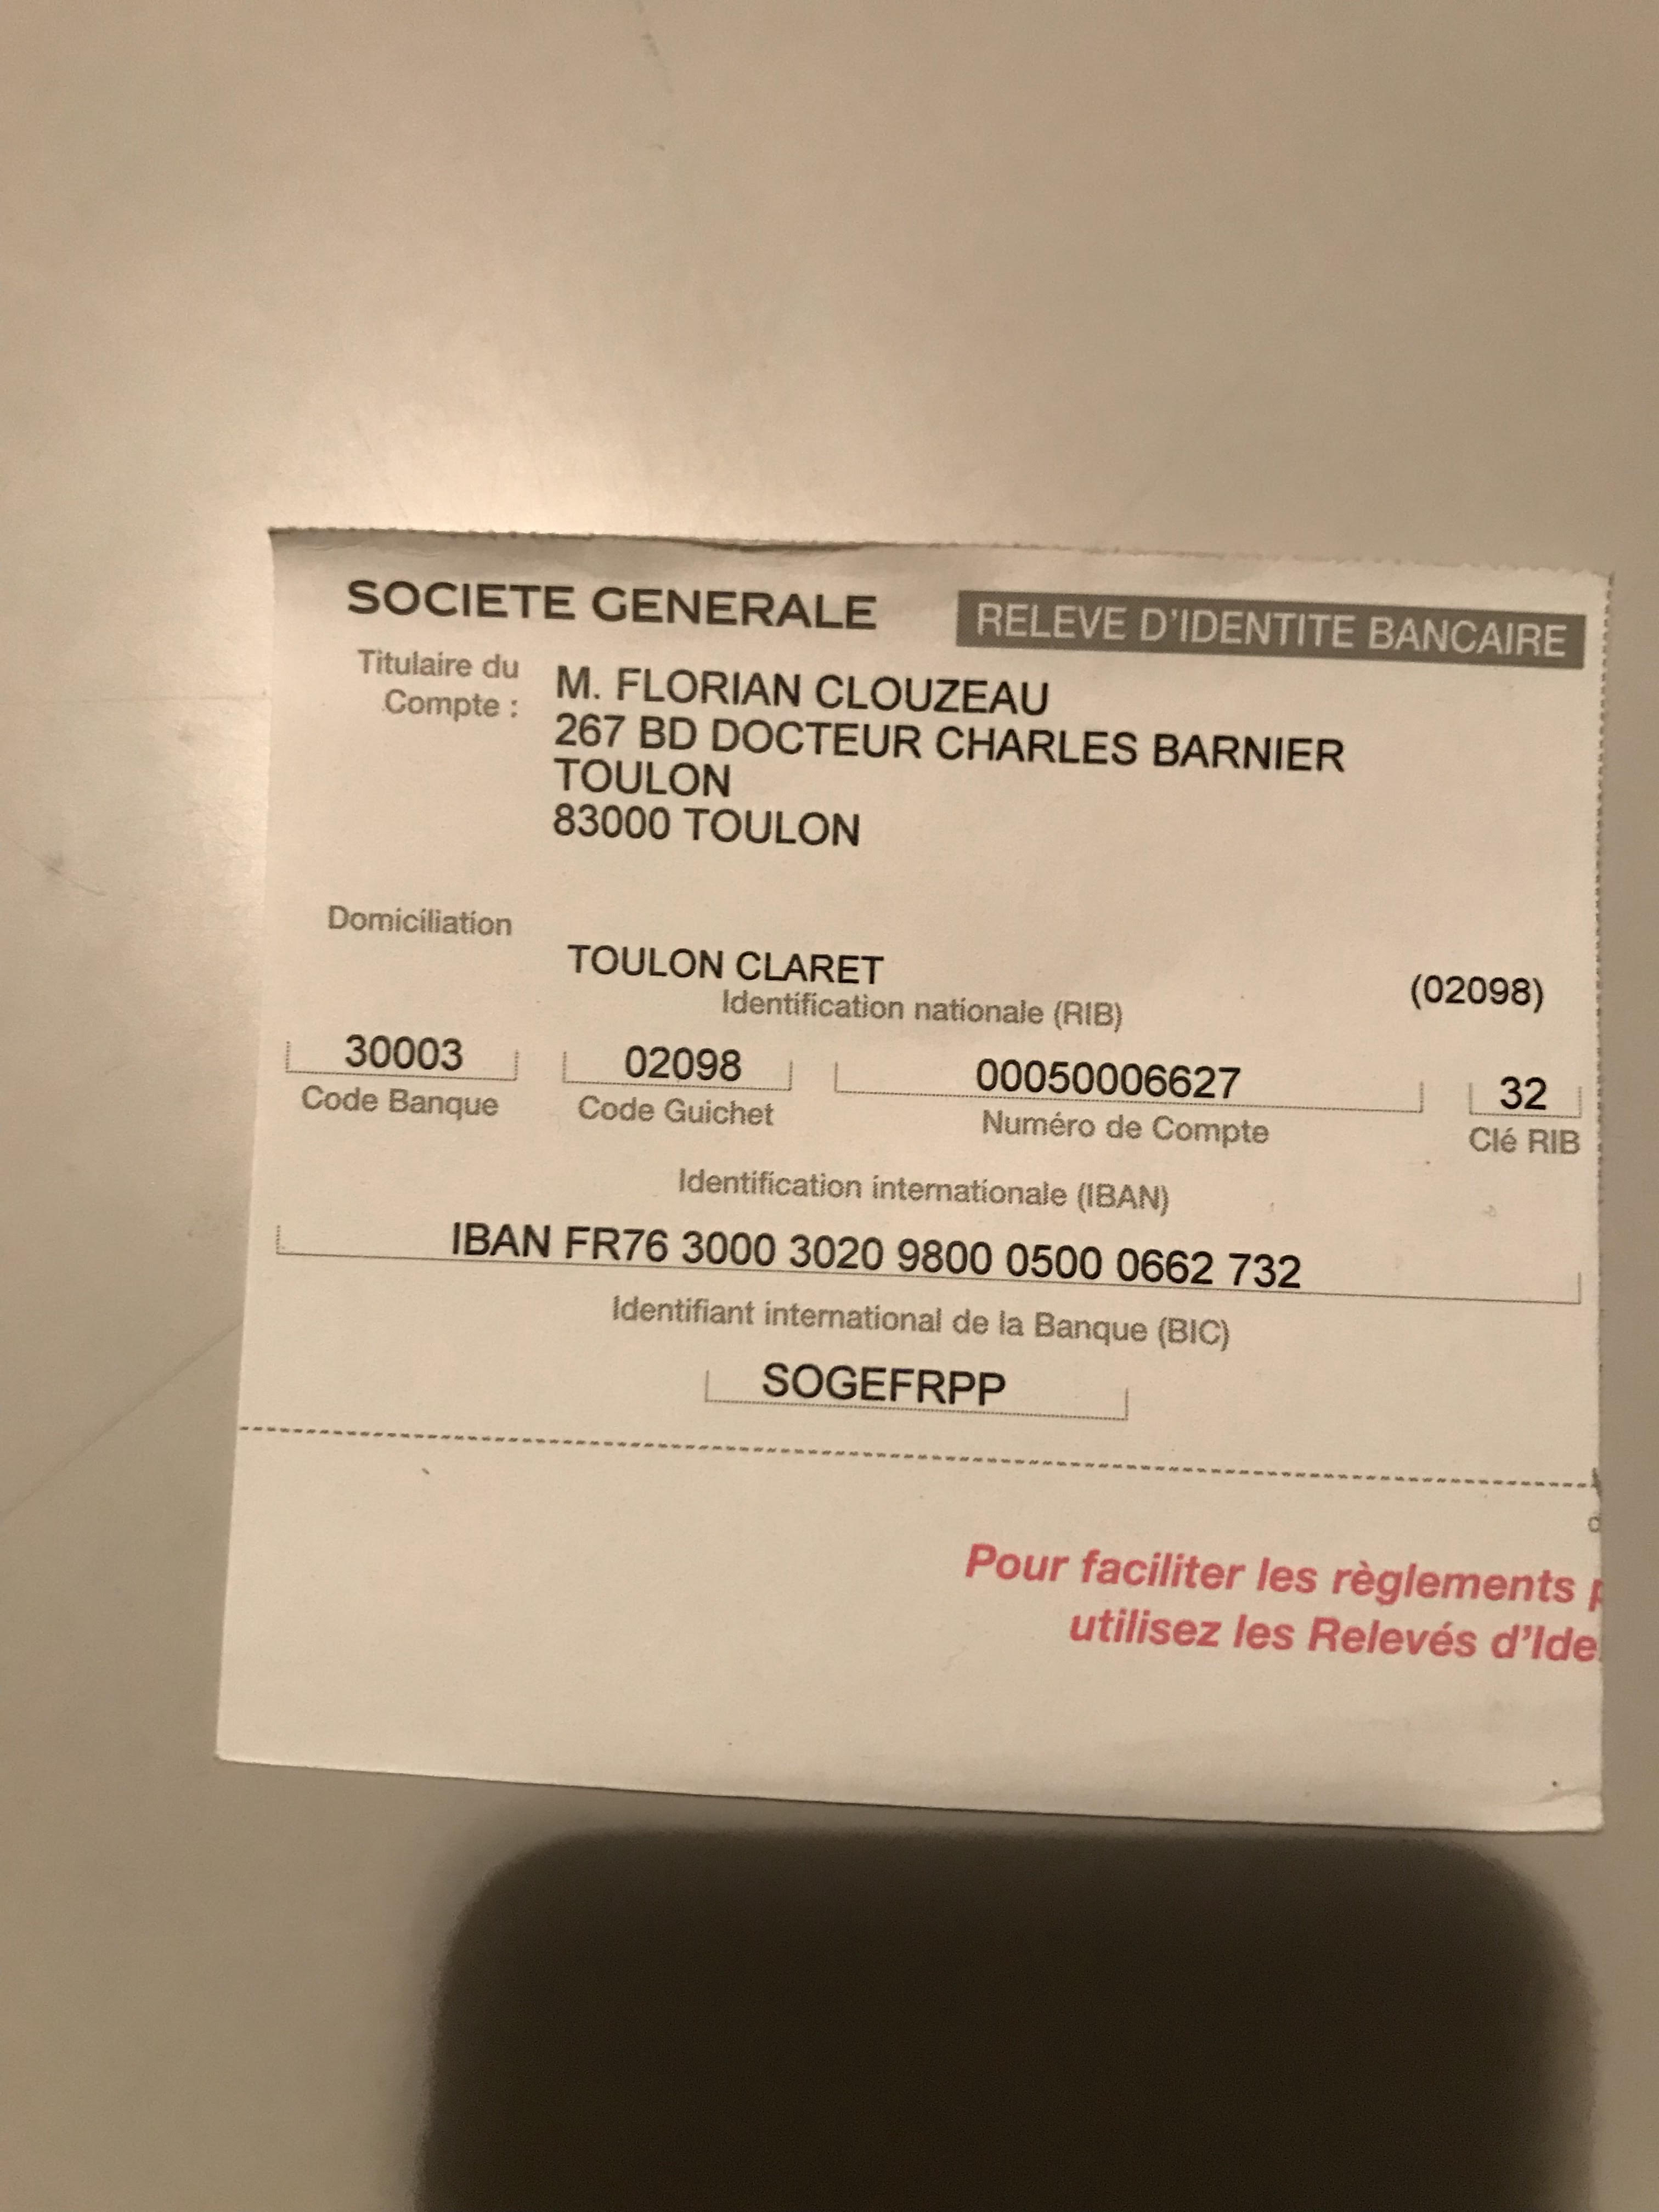 SOCIETE GENERALE RELEVE D'IDENTITE BANCAIRE
Titulaire du
Compte :
M. FLORIAN CLOUZEAU
267 BD DOCTEUR CHARLES BARNIER
TOULON
83000 TOULON
Domiciliation
TOULON CLARET (02098)
Identification nationale (RIB)
30003 02098 00050006627 32
Code Banque Code Guichet Numéro de Compte Clé RIB
Identification internationale (IBAN)
IBAN FR76 3000 3020 9800 0500 0662 732
Identifiant international de la Banque (BIC)
SOGEFRPP
Pour faciliter les règlements
utilisez les Relevés d'Ide